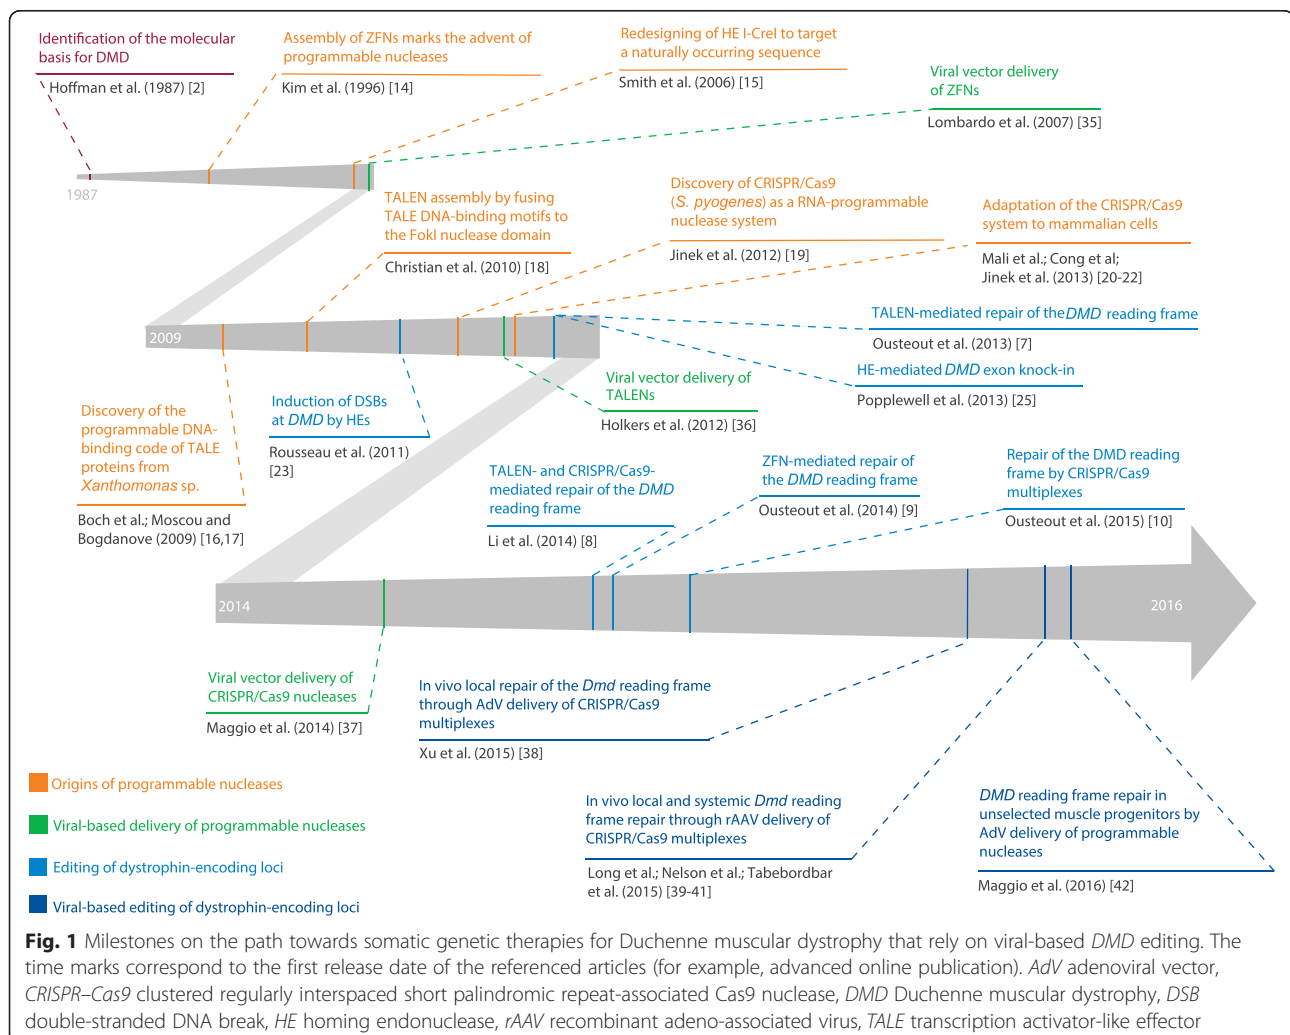 Identification of the molecular
basis for DMD
Hoffman et al. (1987) [2]
Assembly of ZFNs marks the advent of
programmable nucleases
Kim et al. (1996) [14]
Redesigning of HE I-CreI to target
a naturally occurring sequence
Smith et al. (2006) [15]
Viral vector delivery
of ZFNs
Lombardo et al. (2007) [35]
1987
TALEN assembly by fusing
TALE DNA-binding motifs to
the FokI nuclease domain
Christian et al. (2010) [18]
Discovery of CRISPR/Cas9
(S. pyogenes) as a RNA-programmable
nuclease system
Jinek et al. (2012) [19]
Adaptation of the CRISPR/Cas9
system to mammalian cells
Mali et al.; Cong et al;
Jinek et al. (2013) [20-22]
2009
TALEN-mediated repair of the DMD reading frame
Ousteout et al. (2013) [7]
HE-mediated DMD exon knock-in
Popplewell et al. (2013) [25]
Discovery of the
programmable DNA-
binding code of TALE
proteins from
Xanthomonas sp.
Boch et al.; Moscou and
Bogdanove (2009) [16,17]
Induction of DSBs
at DMD by HEs
Rousseau et al. (2011)
[23]
Viral vector delivery of
TALENs
Holkers et al. (2012) [36]
TALEN- and CRISPR/Cas9-
mediated repair of the DMD
reading frame
Li et al. (2014) [8]
ZFN-mediated repair of
the DMD reading frame
Ousteout et al. (2014) [9]
Repair of the DMD reading
frame by CRISPR/Cas9
multiplexes
Ousteout et al. (2015) [10]
2014
2016
Viral vector delivery of
CRISPR/Cas9 nucleases
Maggio et al. (2014) [37]
In vivo local repair of the Dmd reading frame
through AdV delivery of CRISPR/Cas9
multiplexes
Xu et al. (2015) [38]
In vivo local and systemic Dmd reading
frame repair through rAAV delivery of
CRISPR/Cas9 multiplexes
Long et al.; Nelson et al.; Tabebordbar
et al. (2015) [39-41]
DMD reading frame repair in
unselected muscle progenitors by
AdV delivery of programmable
nucleases
Maggio et al. (2016) [42]
Origins of programmable nucleases
Viral-based delivery of programmable nucleases
Editing of dystrophin-encoding loci
Viral-based editing of dystrophin-encoding loci
Fig. 1 Milestones on the path towards somatic genetic therapies for Duchenne muscular dystrophy that rely on viral-based DMD editing. The
time marks correspond to the first release date of the referenced articles (for example, advanced online publication). AdV adenoviral vector,
CRISPR–Cas9 clustered regularly interspaced short palindromic repeat-associated Cas9 nuclease, DMD Duchenne muscular dystrophy, DSB
double-stranded DNA break, HE homing endonuclease, rAAV recombinant adeno-associated virus, TALE transcription activator-like effector